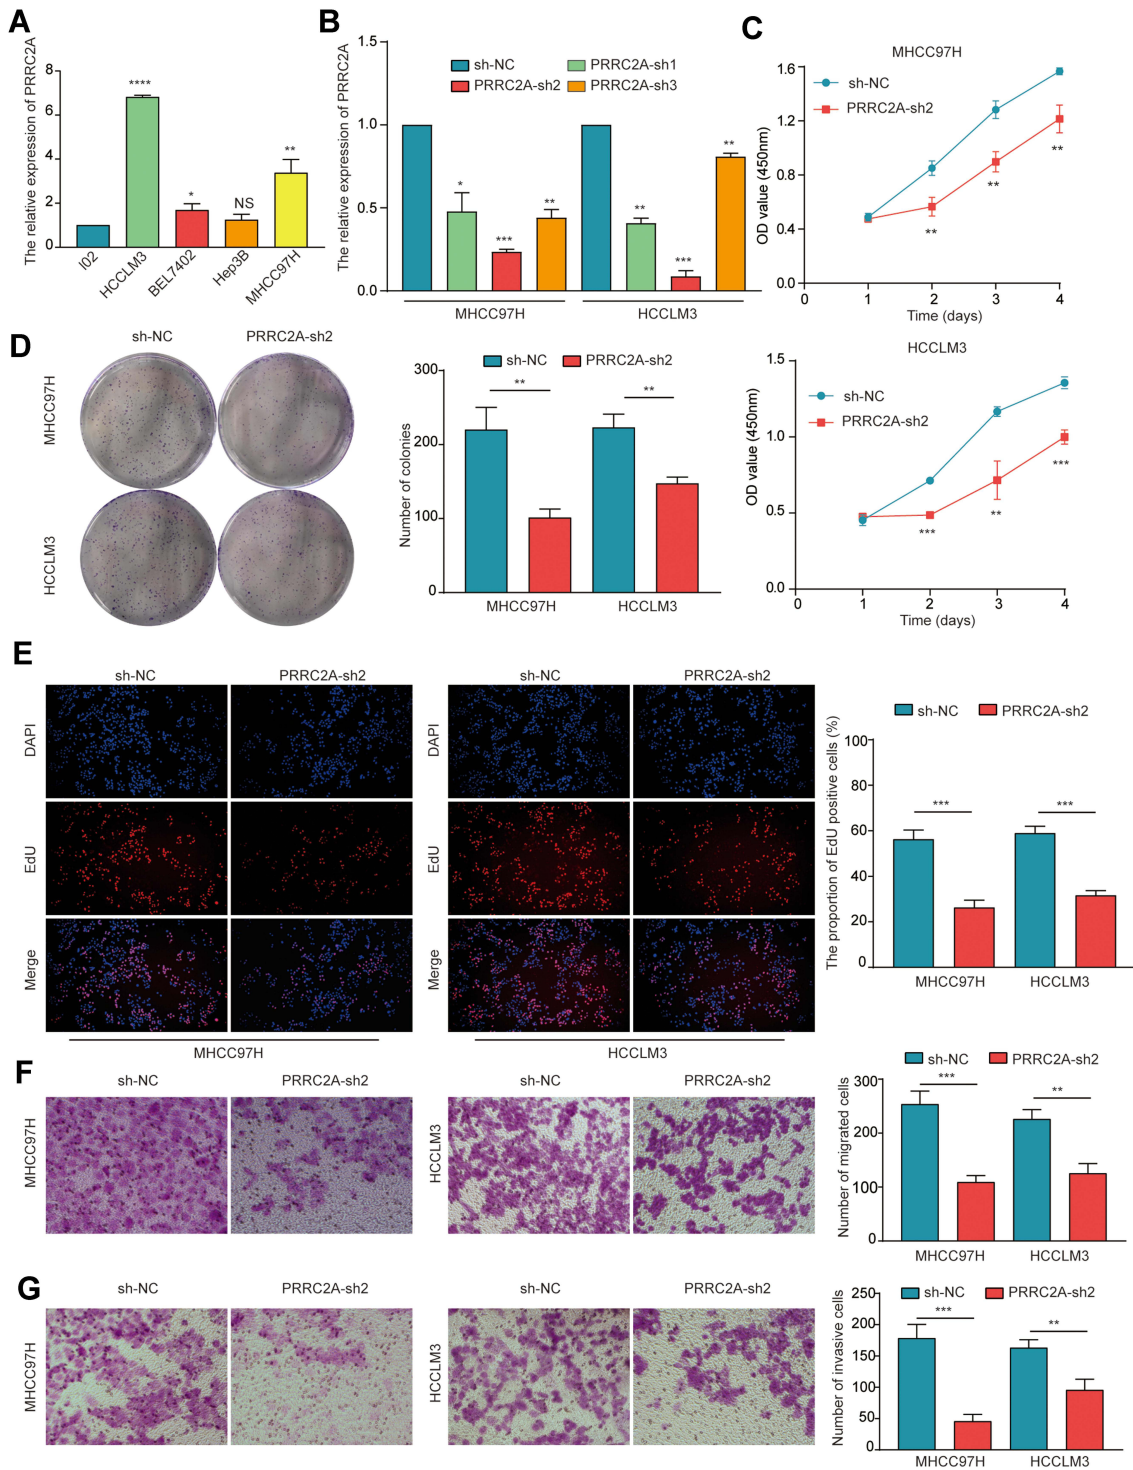 A
The relative expression of PRRC2A
8
6
4
2
0
****
*
NS
**
l02
HCCLM3
BEL7402
Hep3B
MHCC97H
B
The relative expression of PRRC2A
1.5
1.0
0.5
0.0
sh-NC
PRRC2A-sh1
PRRC2A-sh2
PRRC2A-sh3
*
***
**
**
***
**
MHCC97H
HCCLM3
C
MHCC97H
OD value (450nm)
1.6
1.2
0.8
0.4
0.0
sh-NC
PRRC2A-sh2
**
**
**
0
1
2
3
4
Time (days)
HCCLM3
OD value (450nm)
1.5
1.0
0.5
0.0
sh-NC
PRRC2A-sh2
***
**
***
0
1
2
3
4
Time (days)
D
sh-NC
PRRC2A-sh2
MHCC97H
HCCLM3
sh-NC
PRRC2A-sh2
Number of colonies
300
200
100
0
**
**
MHCC97H
HCCLM3
E
sh-NC
PRRC2A-sh2
sh-NC
PRRC2A-sh2
DAPI
EdU
Merge
DAPI
EdU
Merge
MHCC97H
HCCLM3
sh-NC
PRRC2A-sh2
The proportion of EdU positive cells (%)
100
80
60
40
20
0
***
***
MHCC97H
HCCLM3
F
sh-NC
PRRC2A-sh2
sh-NC
PRRC2A-sh2
MHCC97H
HCCLM3
sh-NC
PRRC2A-sh2
Number of migrated cells
300
200
100
0
***
**
MHCC97H
HCCLM3
G
sh-NC
PRRC2A-sh2
sh-NC
PRRC2A-sh2
MHCC97H
HCCLM3
sh-NC
PRRC2A-sh2
Number of invasive cells
250
200
150
100
50
0
***
**
MHCC97H
HCCLM3